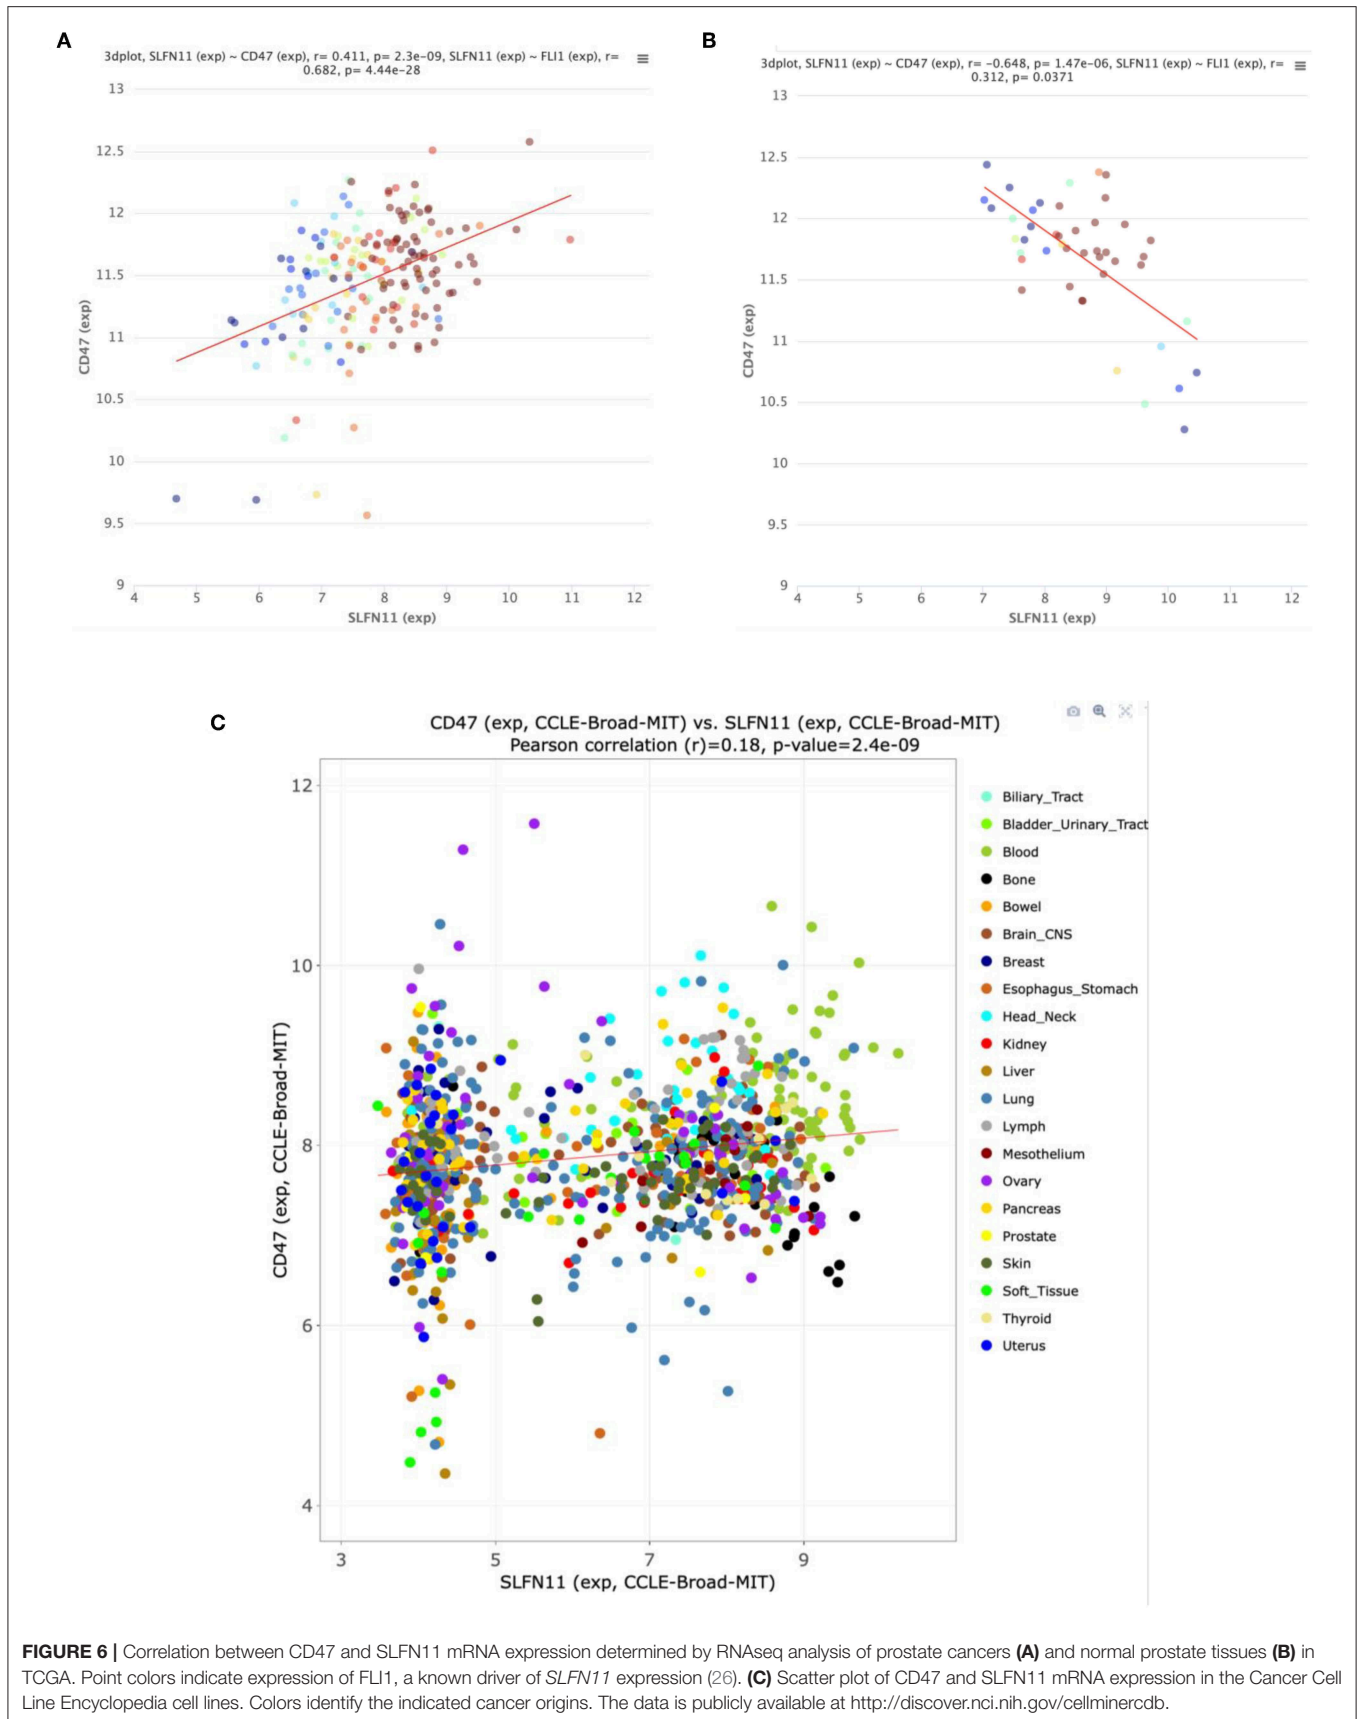 A
3dplot, SLFN11 (exp) ~ CD47 (exp), r= 0.411, p= 2.3e-09, SLFN11 (exp) ~ FLI1 (exp), r=
0.682, p= 4.44e-28
13
12.5
12
11.5
11
10.5
10
9.5
9
CD47 (exp)
4 5 6 7 8 9 10 11 12
SLFN11 (exp)
B
3dplot, SLFN11 (exp) ~ CD47 (exp), r= -0.648, p= 1.47e-06, SLFN11 (exp) ~ FLI1 (exp), r=
0.312, p= 0.0371
13
12.5
12
11.5
11
10.5
10
9.5
9
CD47 (exp)
4 5 6 7 8 9 10 11 12
SLFN11 (exp)
C
CD47 (exp, CCLE-Broad-MIT) vs. SLFN11 (exp, CCLE-Broad-MIT)
Pearson correlation (r)=0.18, p-value=2.4e-09
12
10
8
6
4
CD47 (exp, CCLE-Broad-MIT)
3 5 7 9
SLFN11 (exp, CCLE-Broad-MIT)
Biliary_Tract
Bladder_Urinary_Tract
Blood
Bone
Bowel
Brain_CNS
Breast
Esophagus_Stomach
Head_Neck
Kidney
Liver
Lung
Lymph
Mesothelium
Ovary
Pancreas
Prostate
Skin
Soft_Tissue
Thyroid
Uterus
FIGURE 6 | Correlation between CD47 and SLFN11 mRNA expression determined by RNAseq analysis of prostate cancers (A) and normal prostate tissues (B) in
TCGA. Point colors indicate expression of FLI1, a known driver of SLFN11 expression (26). (C) Scatter plot of CD47 and SLFN11 mRNA expression in the Cancer Cell
Line Encyclopedia cell lines. Colors identify the indicated cancer origins. The data is publicly available at http://discover.nci.nih.gov/cellminercdb.